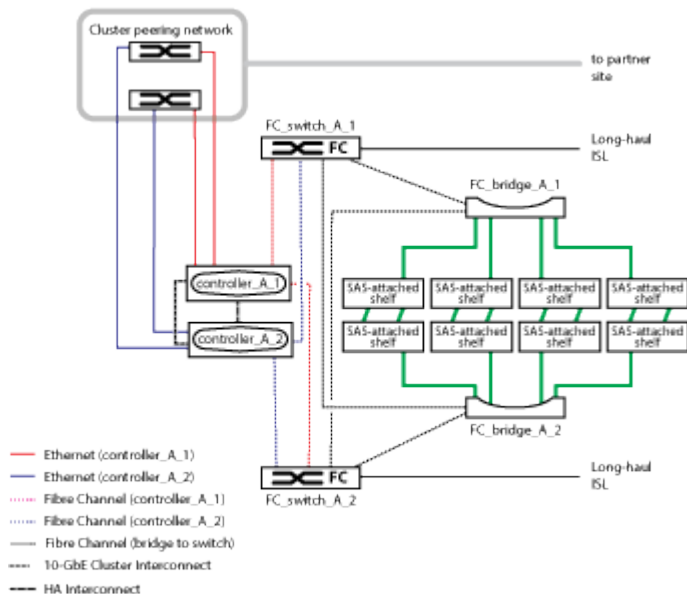 Cluster peering network
to partner
site
FC_switch_A_1
FC
Long-haul
ISL
FC_bridge_A_1
controller_A_1
SAS-attached
shelf
SAS-attached
shelf
SAS-attached
shelf
SAS-attached
shelf
controller_A_2
SAS-attached
shelf
SAS-attached
shelf
SAS-attached
shelf
SAS-attached
shelf
FC_bridge_A_2
FC
FC_switch_A_2
Long-haul
ISL
Ethernet (controller_A_1)
Ethernet (controller_A_2)
Fibre Channel (controller_A_1)
Fibre Channel (controller_A_2)
Fibre Channel (bridge to switch)
10-GbE Cluster Interconnect
HA Interconnect